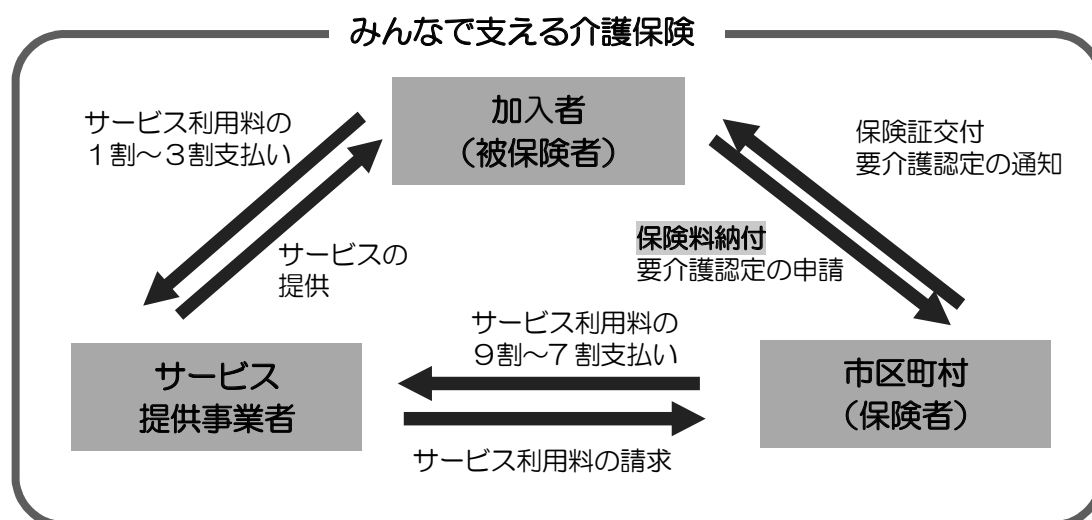 みんなで支える介護保険
加入者
（被保険者）
サービス利用料の
１割～３割支払い
保険証交付
要介護認定の通知
サービスの
提供
保険料納付
要介護認定の申請
サービス利用料の
９割～７割支払い
サービス
提供事業者
市区町村
（保険者）
サービス利用料の請求